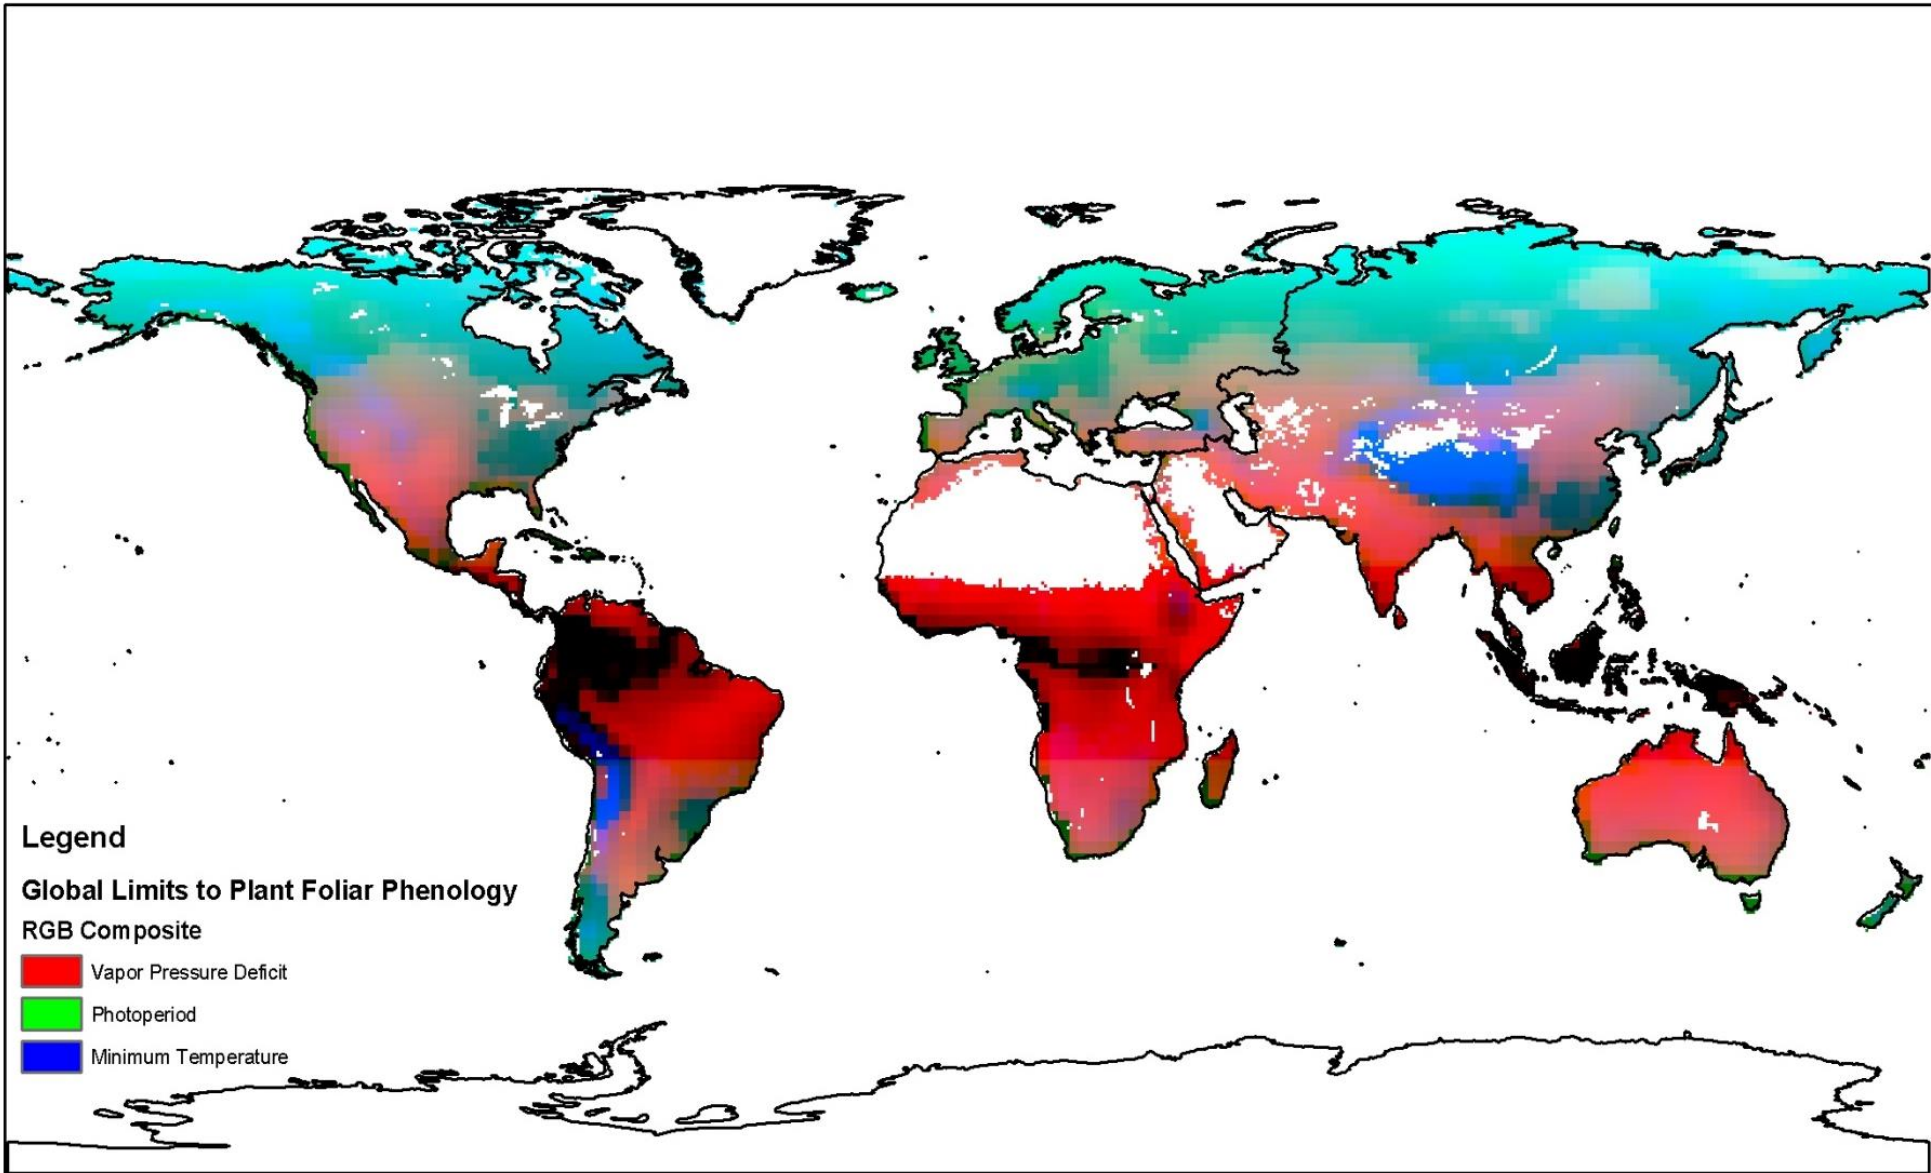 Legend
Global Limits to Plant Foliar Phenology
RGB Composite
Vapor Pressure Deficit
Photoperiod
Minimum Temperature